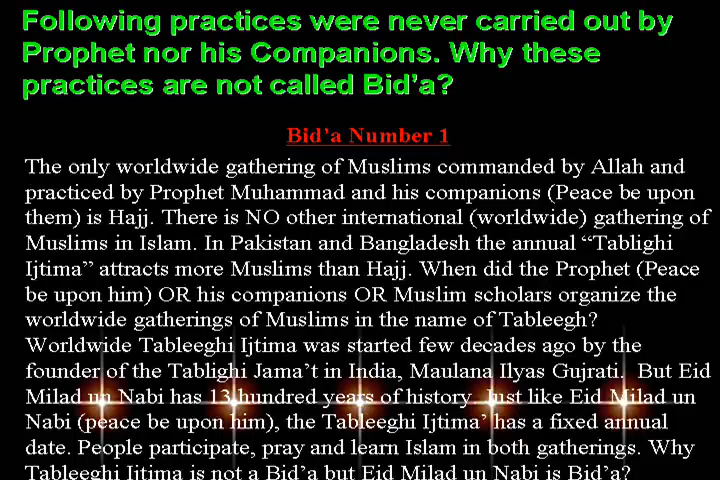 Following practices were never carried out by
Prophet nor his Companions. Why these
practices are not called Bid'a?
Bid'a Number 1
The only worldwide gathering of Muslims commanded by Allah and
practiced by Prophet Muhammad and his companions (Peace be upon
them) is Hajj. There is NO other international (worldwide) gathering of
Muslims in Islam. In Pakistan and Bangladesh the annual “Tablighi
Ijtima” attracts more Muslims than Hajj. When did the Prophet (Peace
be upon him) OR his companions OR Muslim scholars organize the
worldwide gatherings of Muslims in the name of Tableegh?
Worldwide Tableeghi Ijtima was started few decades ago by the
founder of the Tablighi Jama't in India, Maulana Ilyas Gujrati.  But Eid
Milad un Nabi has 13 hundred years of history. Just like Eid Milad un
Nabi (peace be upon him), the Tableeghi Ijtima' has a fixed annual
date. People participate, pray and learn Islam in both gatherings. Why
Tableeghi Ijtima is not a Bid'a but Eid Milad un Nabi is Bid'a?